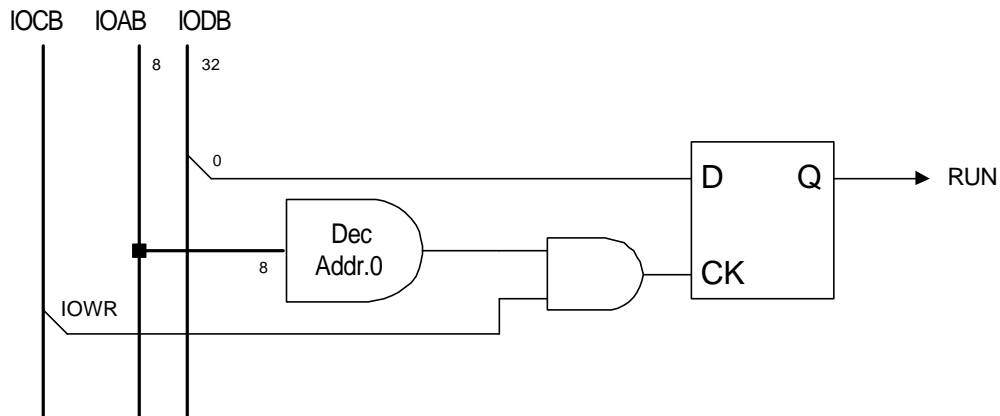 IOCB IOAB IODB
8 32
0
D Q RUN
Dec
Addr.0
8
CK
IOWR